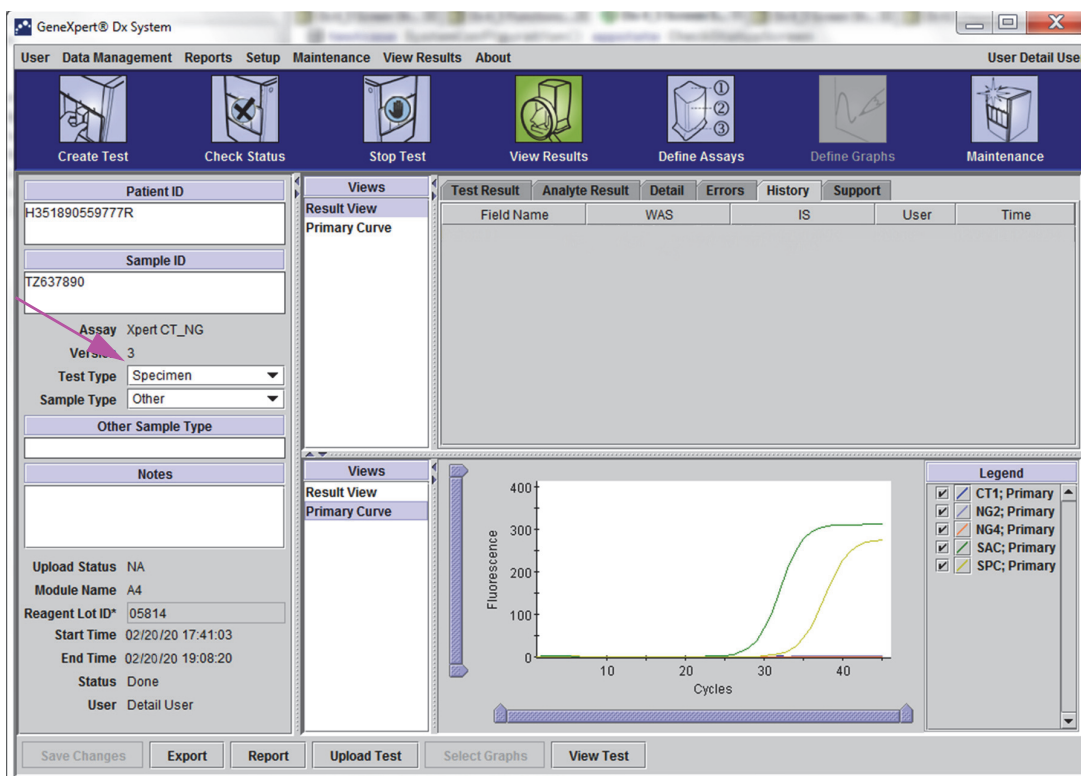 GeneXpert® Dx System
User Data Management Reports Setup Maintenance View Results About User Detail Use
Create Test Check Status Stop Test View Results Define Assays Define Graphs Maintenance
①
②
③
Patient ID
H351890559777R
Sample ID
TZ637890
Assay Xpert CT_NG
Version 3
Test Type Specimen
Sample Type Other
Other Sample Type
Notes
Upload Status NA
Module Name A4
Reagent Lot ID* 05814
Start Time 02/20/20 17:41:03
End Time 02/20/20 19:08:20
Status Done
User Detail User
Views
Result View
Primary Curve
Test Result Analyte Result Detail Errors History Support
Field Name WAS IS User Time
Views
Result View
Primary Curve
400
300
200
100
0
Fluorescence
10 20 30 40
Cycles
Legend
CT1; Primary
NG2; Primary
NG4; Primary
SAC; Primary
SPC; Primary
Save Changes Export Report Upload Test Select Graphs View Test